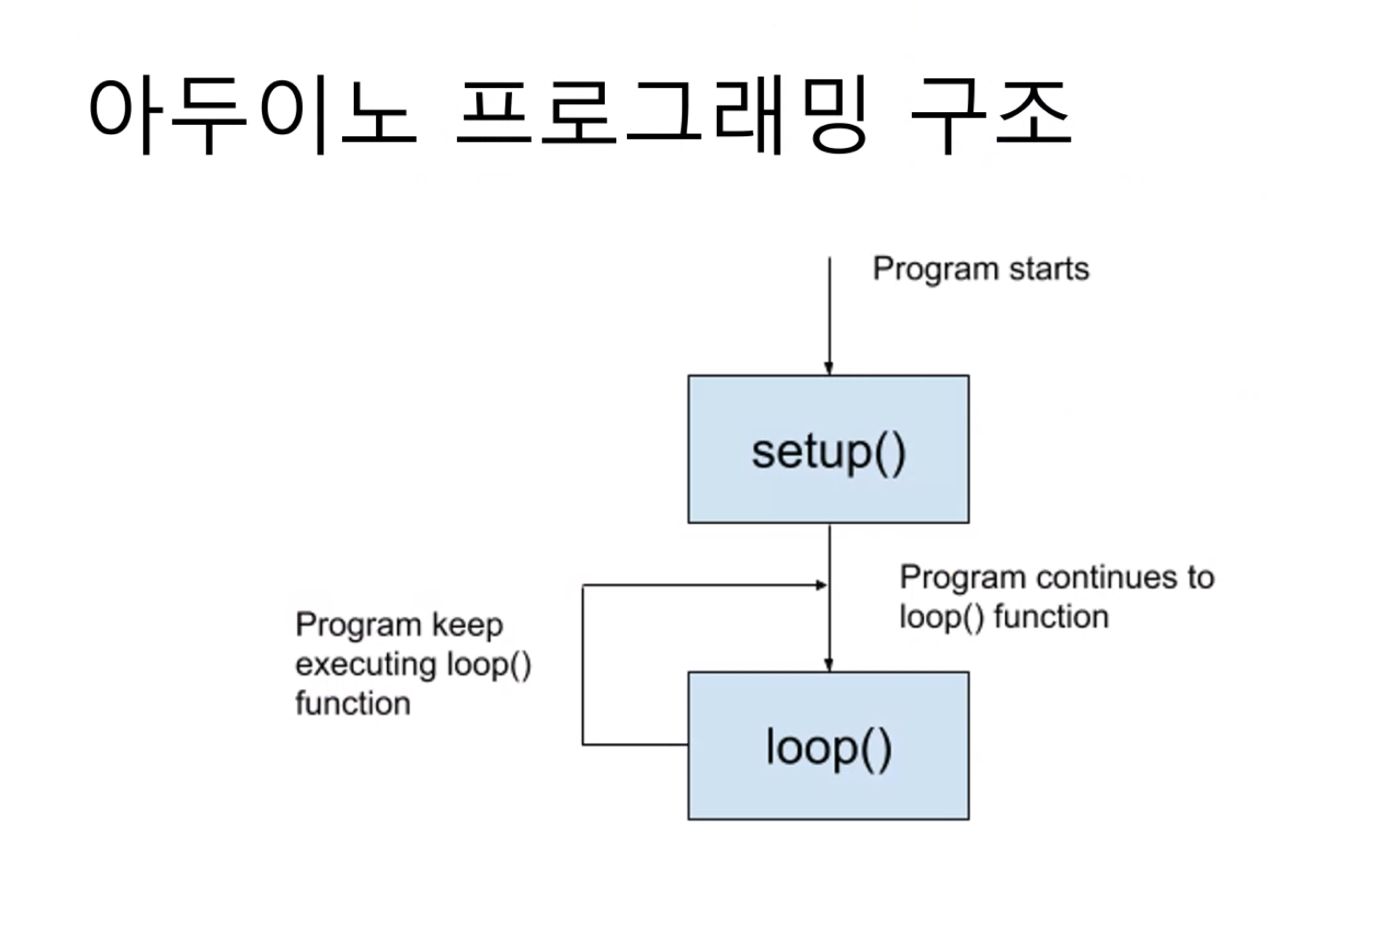 아두이노 프로그래밍 구조
Program starts
setup()
Program continues to
loop() function
Program keep
executing loop()
function
loop()